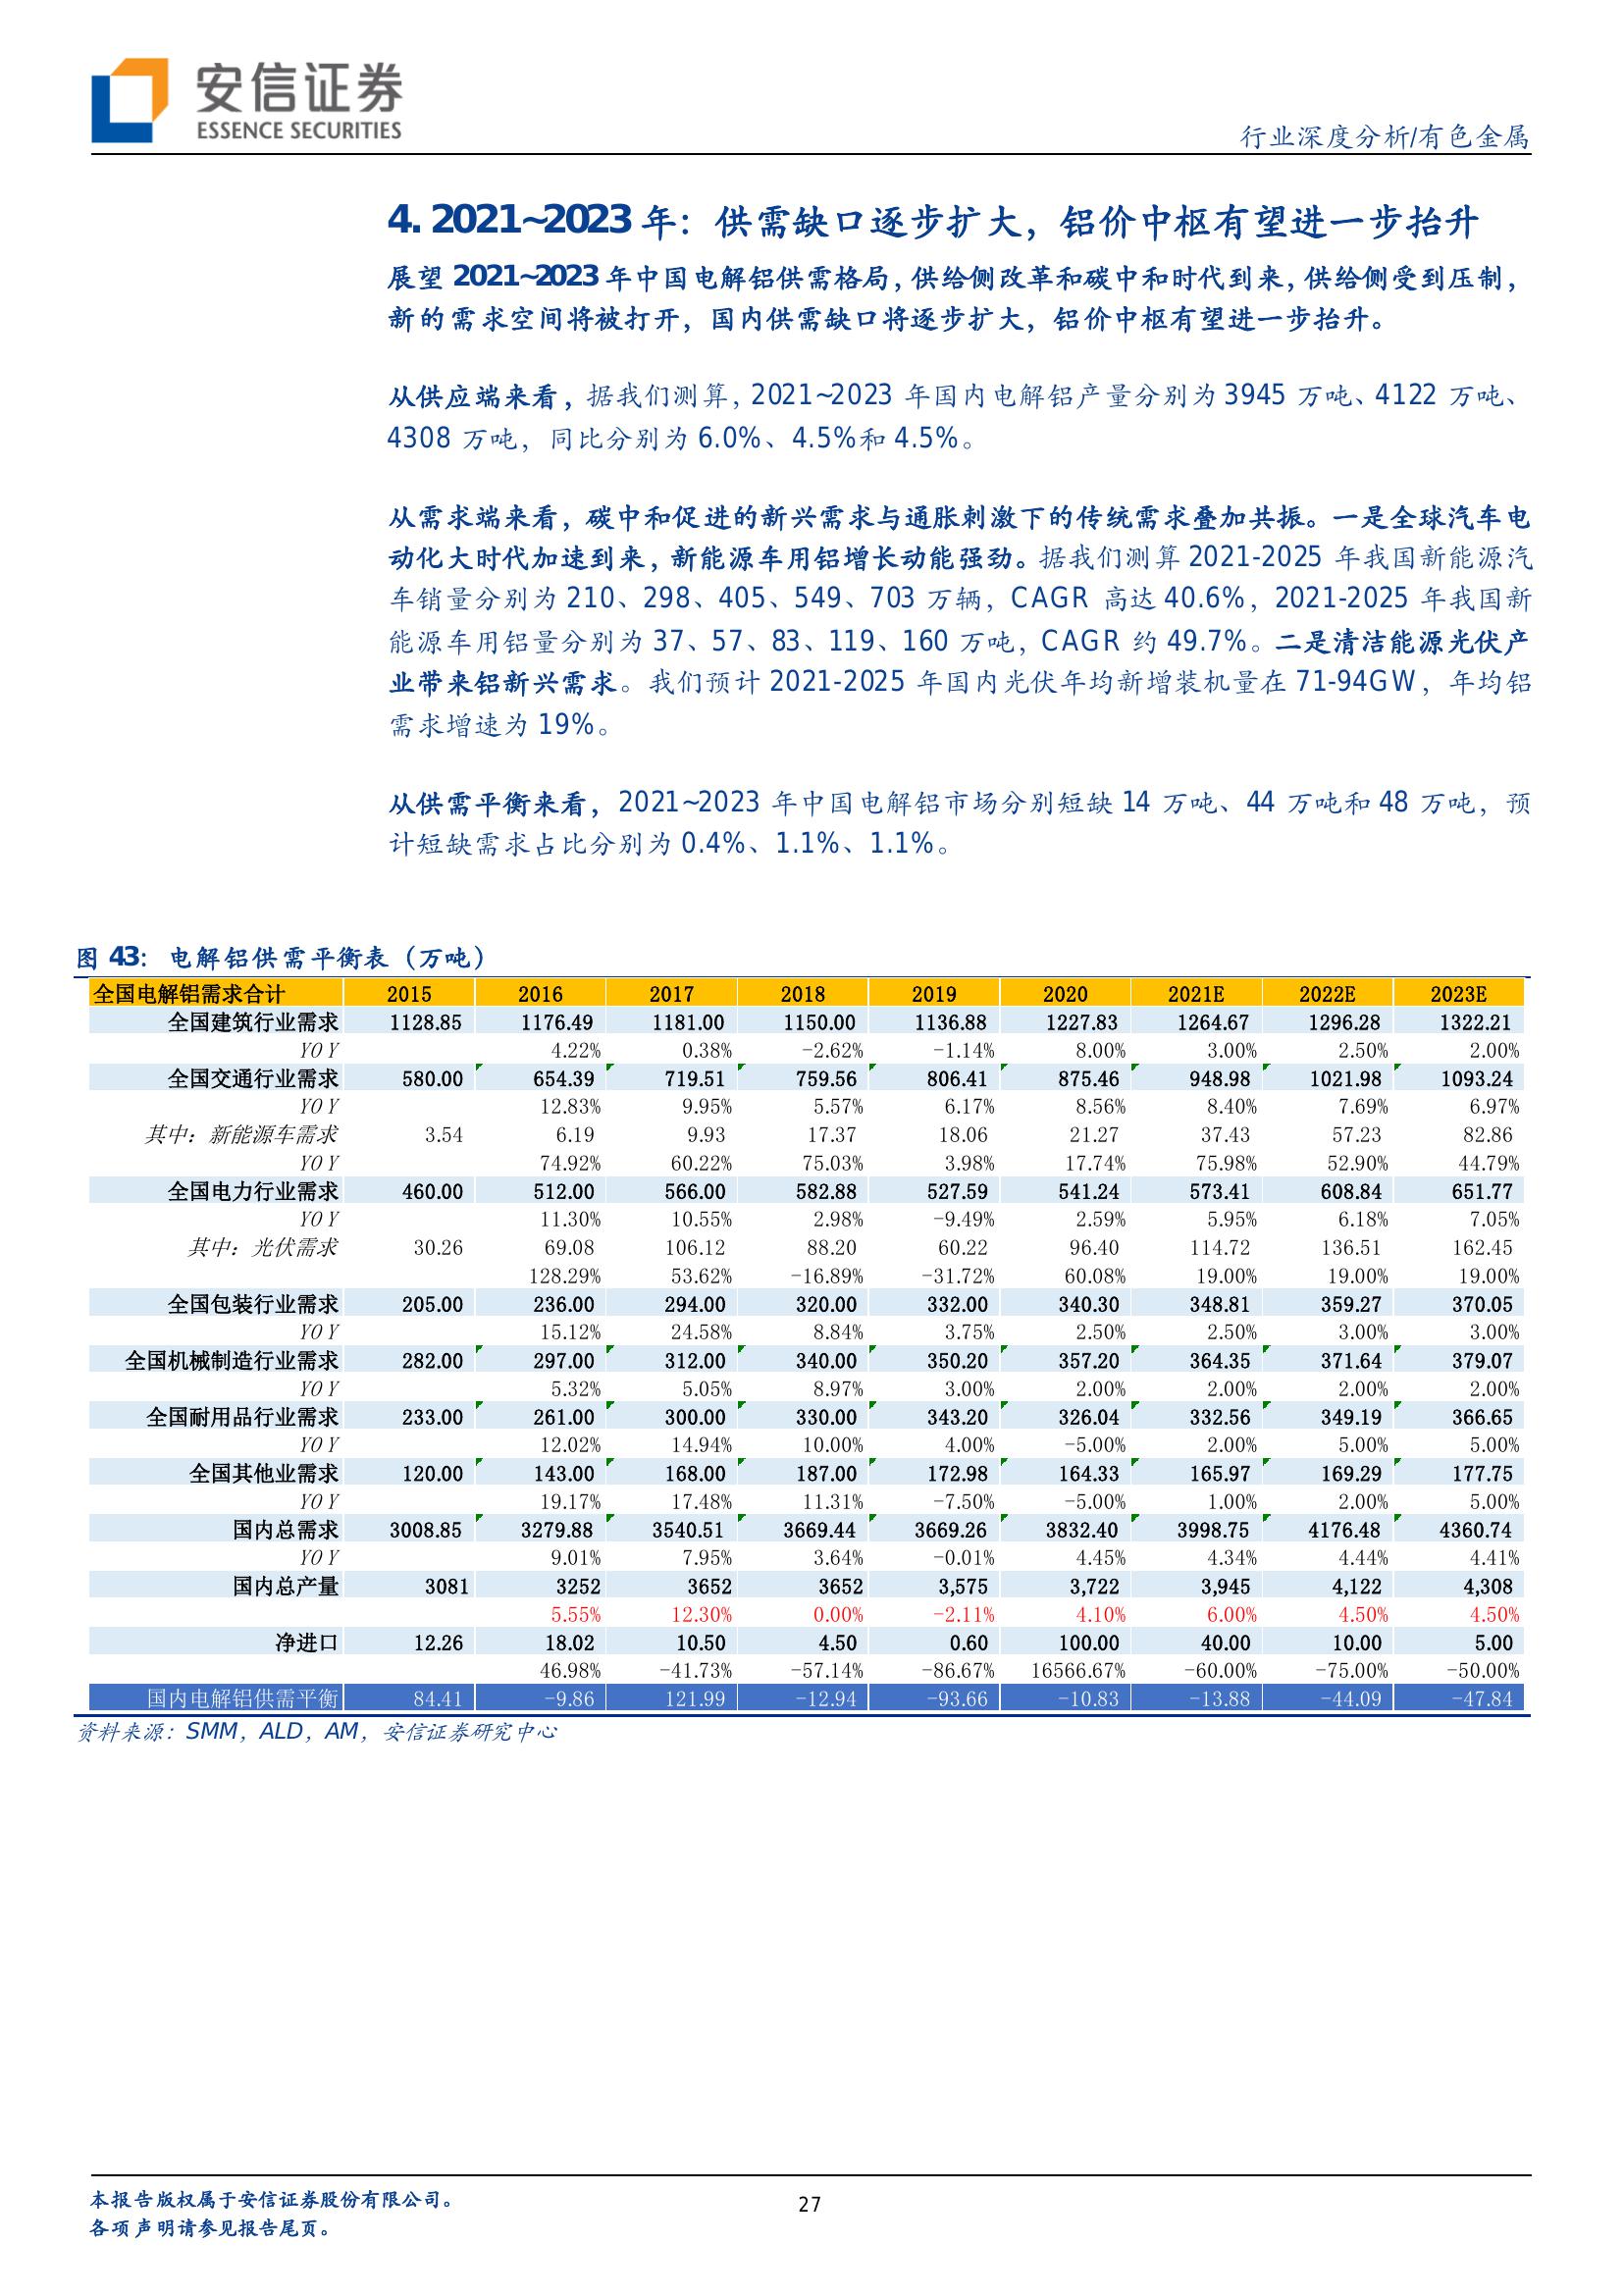 安信证券
ESSENCE SECURITIES
行业深度分析/有色金属
4. 2021~2023 年：供需缺口逐步扩大，铝价中枢有望进一步抬升
展望 2021~2023 年中国电解铝供需格局，供给侧改革和碳中和时代到来，供给侧受到压制，
新的需求空间将被打开，国内供需缺口将逐步扩大，铝价中枢有望进一步抬升。
从供应端来看，据我们测算，2021~2023 年国内电解铝产量分别为 3945 万吨、4122 万吨、
4308 万吨，同比分别为 6.0%、4.5%和 4.5%。
从需求端来看，碳中和促进的新兴需求与通胀刺激下的传统需求叠加共振。一是全球汽车电
动化大时代加速到来，新能源车用铝增长动能强劲。据我们测算 2021-2025 年我国新能源汽
车销量分别为 210、298、405、549、703 万辆，CAGR 高达 40.6%，2021-2025 年我国新
能源车用铝量分别为 37、57、83、119、160 万吨，CAGR 约 49.7%。二是清洁能源光伏产
业带来铝新兴需求。我们预计 2021-2025 年国内光伏年均新增装机量在 71-94GW，年均铝
需求增速为 19%。
从供需平衡来看，2021~2023 年中国电解铝市场分别短缺 14 万吨、44 万吨和 48 万吨，预
计短缺需求占比分别为 0.4%、1.1%、1.1%。
图 43：电解铝供需平衡表（万吨）
全国电解铝需求合计 2015 2016 2017 2018 2019 2020 2021E 2022E 2023E
全国建筑行业需求 1128.85 1176.49 1181.00 1150.00 1136.88 1227.83 1264.67 1296.28 1322.21
YOY 4.22% 0.38% -2.62% -1.14% 8.00% 3.00% 2.50% 2.00%
全国交通行业需求 580.00 654.39 719.51 759.56 806.41 875.46 948.98 1021.98 1093.24
YOY 12.83% 9.95% 5.57% 6.17% 8.56% 8.40% 7.69% 6.97%
其中：新能源车需求 3.54 6.19 9.93 17.37 18.06 21.27 37.43 57.23 82.86
YOY 74.92% 60.22% 75.03% 3.98% 17.74% 75.98% 52.90% 44.79%
全国电力行业需求 460.00 512.00 566.00 582.88 527.59 541.24 573.41 608.84 651.77
YOY 11.30% 10.55% 2.98% -9.49% 2.59% 5.95% 6.18% 7.05%
其中：光伏需求 30.26 69.08 106.12 88.20 60.22 96.40 114.72 136.51 162.45
128.29% 53.62% -16.89% -31.72% 60.08% 19.00% 19.00% 19.00%
全国包装行业需求 205.00 236.00 294.00 320.00 332.00 340.30 348.81 359.27 370.05
YOY 15.12% 24.58% 8.84% 3.75% 2.50% 2.50% 3.00% 3.00%
全国机械制造行业需求 282.00 297.00 312.00 340.00 350.20 357.20 364.35 371.64 379.07
YOY 5.32% 5.05% 8.97% 3.00% 2.00% 2.00% 2.00% 2.00%
全国耐用品行业需求 233.00 261.00 300.00 330.00 343.20 326.04 332.56 349.19 366.65
YOY 12.02% 14.94% 10.00% 4.00% -5.00% 2.00% 5.00% 5.00%
全国其他业需求 120.00 143.00 168.00 187.00 172.98 164.33 165.97 169.29 177.75
YOY 19.17% 17.48% 11.31% -7.50% -5.00% 1.00% 2.00% 5.00%
国内总需求 3008.85 3279.88 3540.51 3669.44 3669.26 3832.40 3998.75 4176.48 4360.74
YOY 9.01% 7.95% 3.64% -0.01% 4.45% 4.34% 4.44% 4.41%
国内总产量 3081 3252 3652 3652 3,575 3,722 3,945 4,122 4,308
5.55% 12.30% 0.00% -2.11% 4.10% 6.00% 4.50% 4.50%
净进口 12.26 18.02 10.50 4.50 0.60 100.00 40.00 10.00 5.00
46.98% -41.73% -57.14% -86.67% 16566.67% -60.00% -75.00% -50.00%
国内电解铝供需平衡 84.41 -9.86 121.99 -12.94 -93.66 -10.83 -13.88 -44.09 -47.84
资料来源：SMM，ALD，AM，安信证券研究中心
本报告版权属于安信证券股份有限公司。
各项声明请参见报告尾页。
27